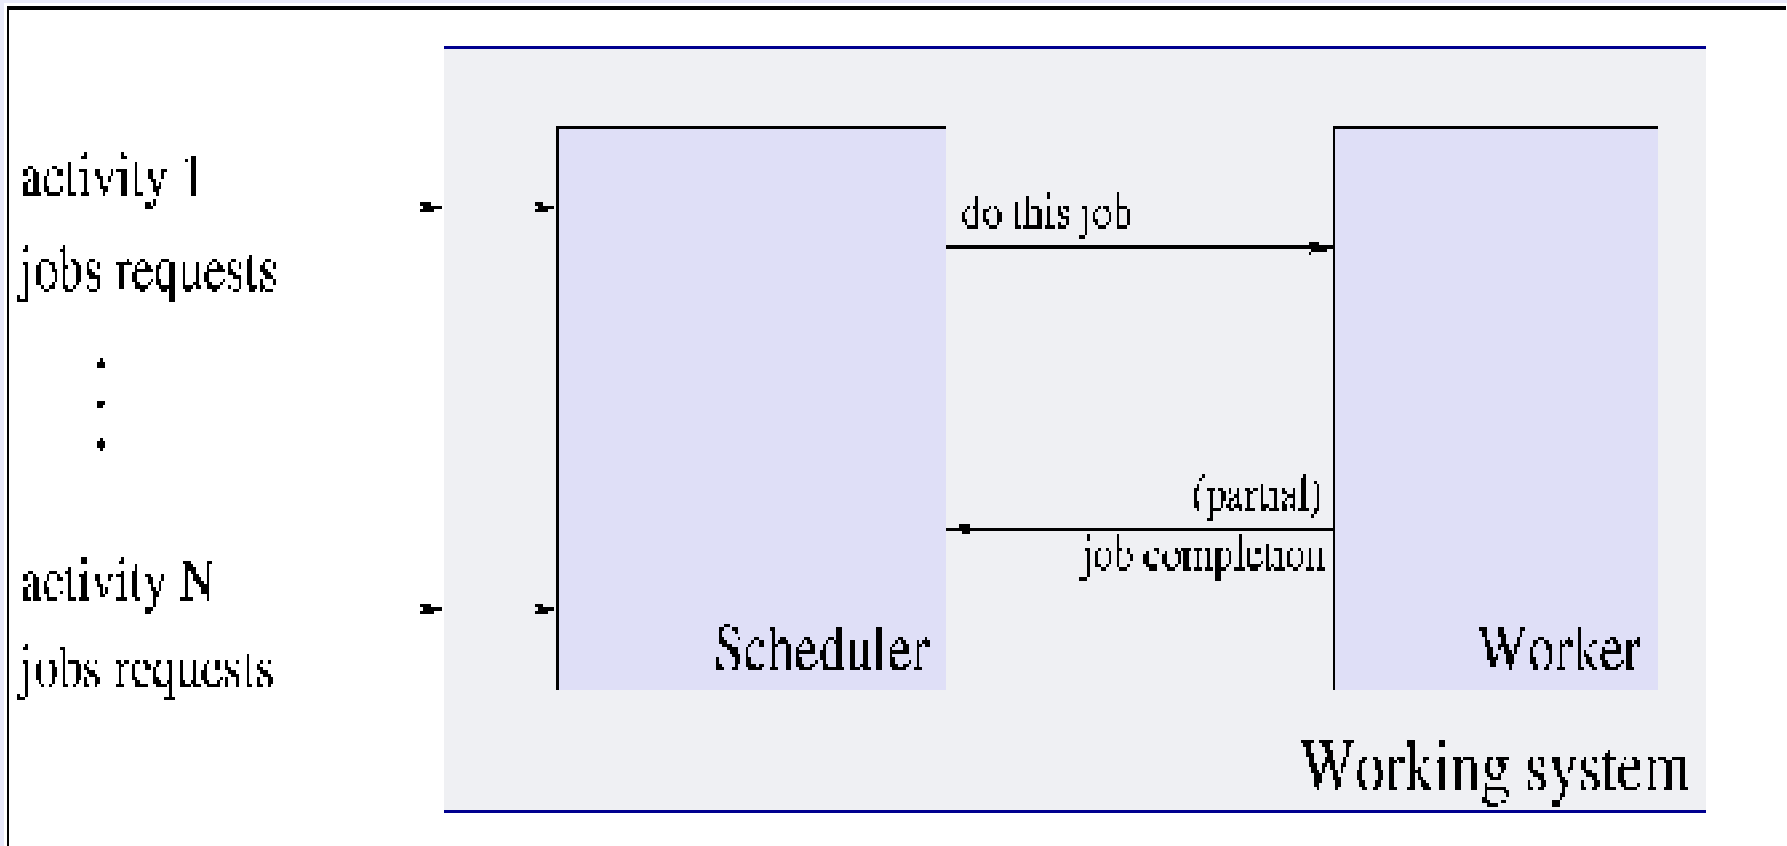 activity 1
jobs requests
do this job
(partial)
job completion
activity N
jobs requests
Scheduler
Worker
Working system